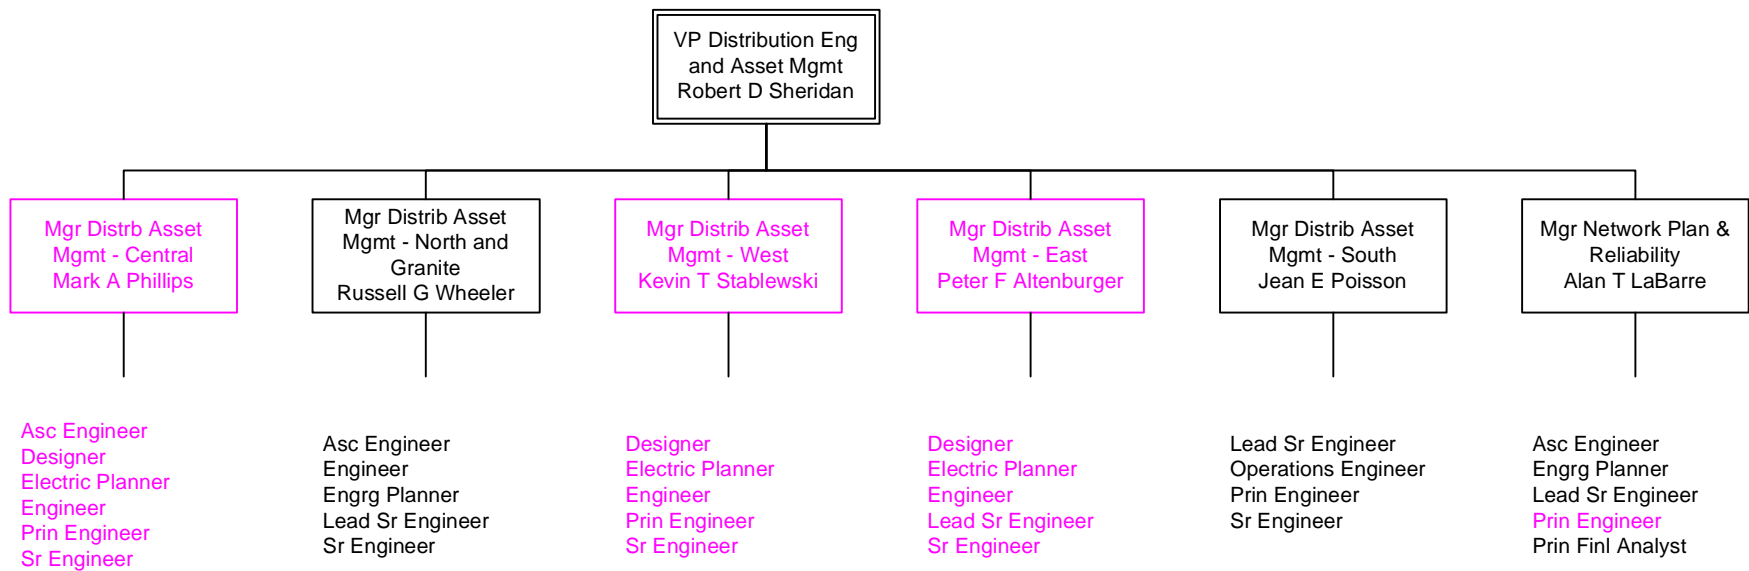 VP Distribution Eng
and Asset Mgmt
Robert D Sheridan
Mgr Distrb Asset
Mgmt - Central
Mark A Phillips
Mgr Distrib Asset
Mgmt - North and
Granite
Russell G Wheeler
Mgr Distrib Asset
Mgmt - West
Kevin T Stablewski
Mgr Distrib Asset
Mgmt - East
Peter F Altenburger
Mgr Distrib Asset
Mgmt - South
Jean E Poisson
Mgr Network Plan &
Reliability
Alan T LaBarre
Asc Engineer
Designer
Electric Planner
Engineer
Prin Engineer
Sr Engineer
Asc Engineer
Engineer
Engrg Planner
Lead Sr Engineer
Sr Engineer
Designer
Electric Planner
Engineer
Prin Engineer
Sr Engineer
Designer
Electric Planner
Engineer
Lead Sr Engineer
Sr Engineer
Lead Sr Engineer
Operations Engineer
Prin Engineer
Sr Engineer
Asc Engineer
Engrg Planner
Lead Sr Engineer
Prin Engineer
Prin Finl Analyst